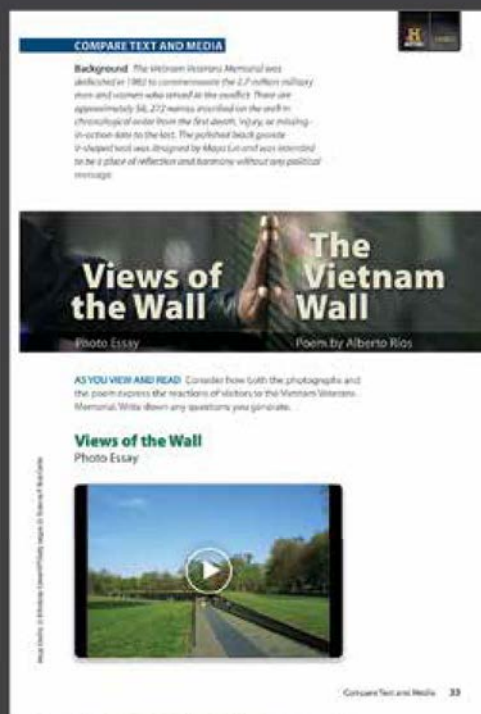 COMPARE TEXT AND MEDIA
HISTORY
Background The Vietnam Veterans Memorial was
dedicated in 1982 to commemorate the 2.7 million military
men and women who served in the conflict. There are
approximately 58,272 names inscribed on the wall in
chronological order from the first death, injury, or missing-
in-action date to the last. The polished black granite
V-shaped wall was designed by Maya Lin and was intended
to be a place of reflection and harmony without any political
message.
Views of
the Wall
Photo Essay
The
Vietnam
Wall
Poem by Alberto Ríos
AS YOU VIEW AND READ Consider how both the photographs and
the poem express the reactions of visitors to the Vietnam Veterans
Memorial. Write down any questions you generate.
Views of the Wall
Photo Essay
Compare Text and Media 33